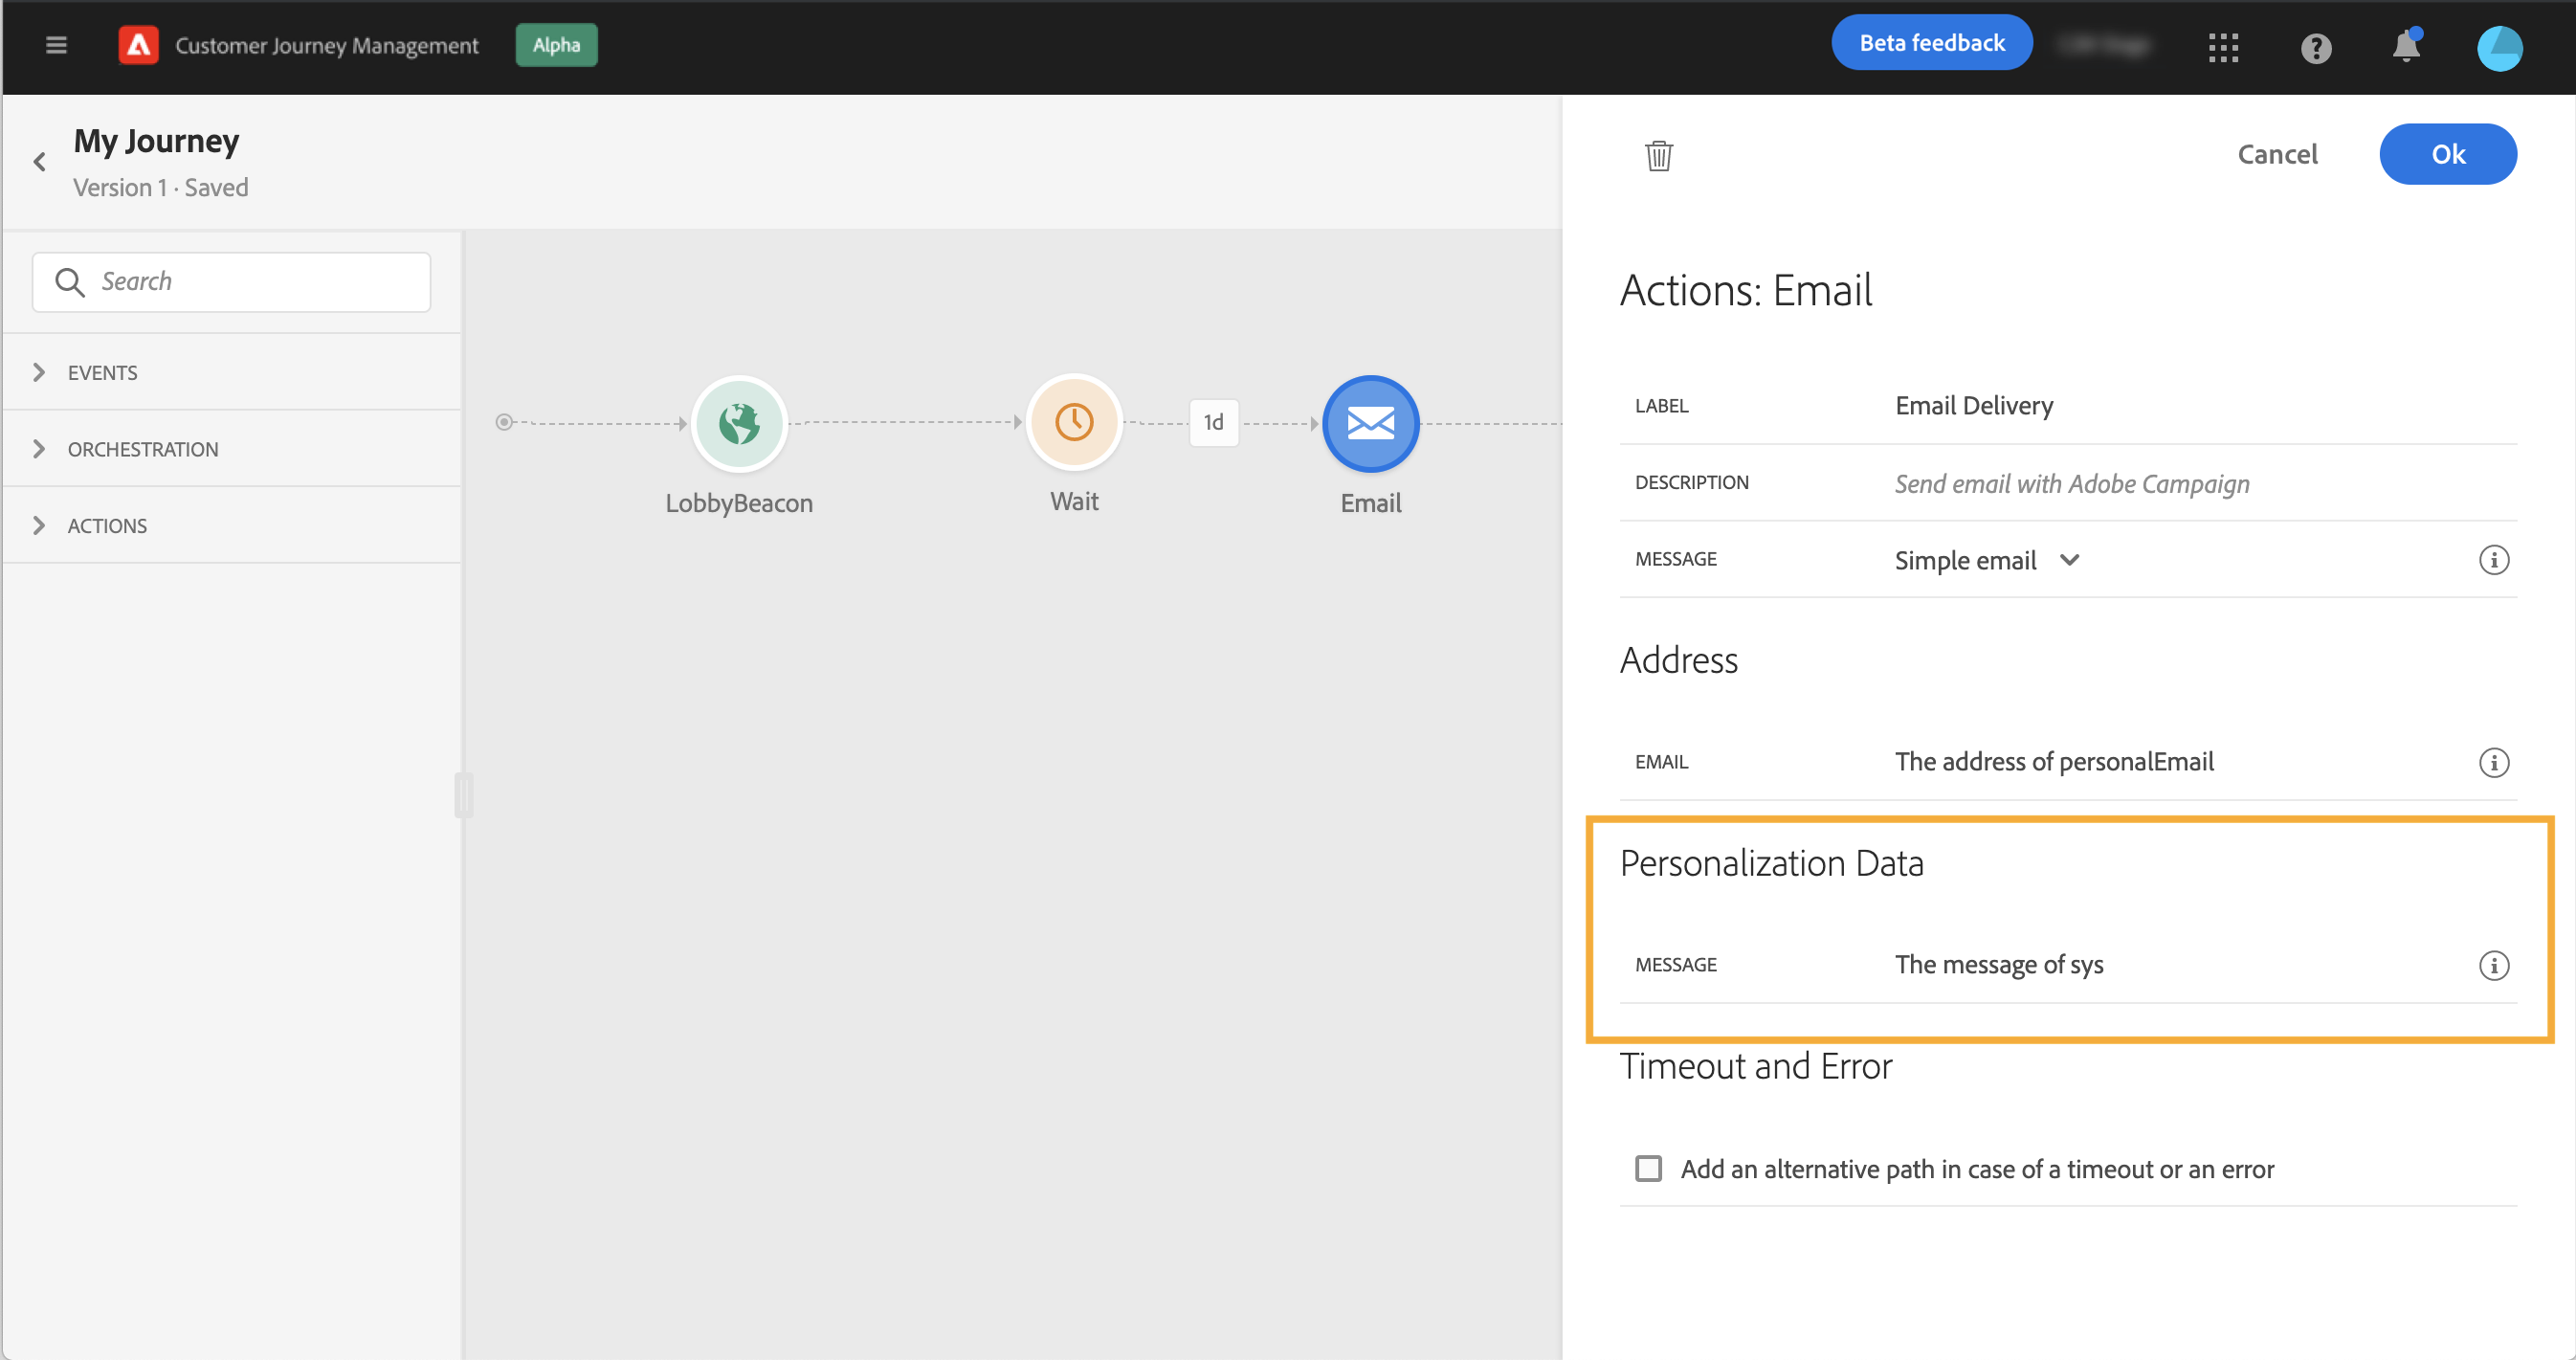 Customer Journey Management
Alpha
Beta feedback
My Journey
Version 1 · Saved
Cancel
Ok
Search
EVENTS
ORCHESTRATION
ACTIONS
1d
LobbyBeacon
Wait
Email
Actions: Email
LABEL Email Delivery
DESCRIPTION Send email with Adobe Campaign
MESSAGE Simple email
Address
EMAIL The address of personalEmail
Personalization Data
MESSAGE The message of sys
Timeout and Error
Add an alternative path in case of a timeout or an error